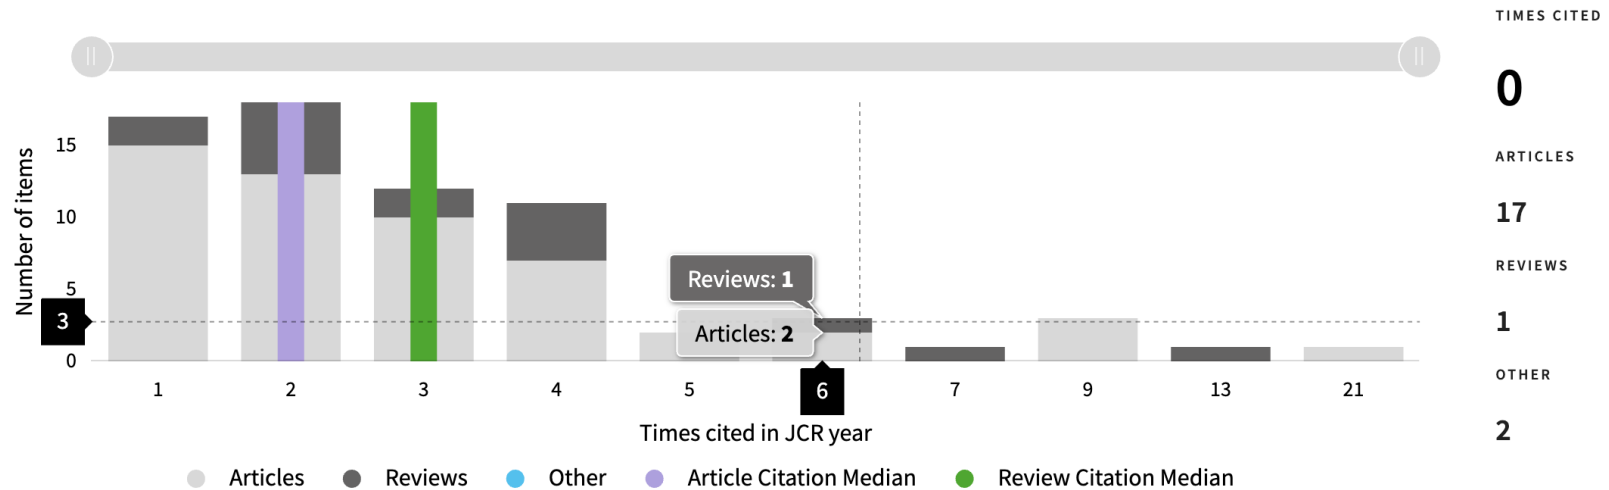 TIMES CITED
0
ARTICLES
17
REVIEWS
1
OTHER
2
Number of items
15
10
5
3
0
Reviews: 1
Articles: 2
1 2 3 4 5 6 7 9 13 21
Times cited in JCR year
Articles Reviews Other Article Citation Median Review Citation Median